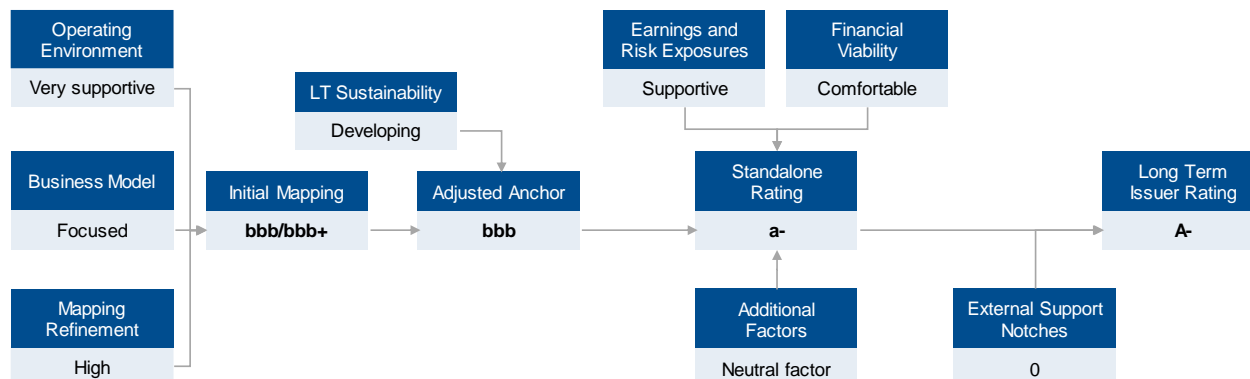 Operating
Environment
Very supportive
Business Model
Focused
Mapping
Refinement
High
Initial Mapping
bbb/bbb+
LT Sustainability
Developing
Adjusted Anchor
bbb
Earnings and
Risk Exposures
Supportive
Financial
Viability
Comfortable
Standalone
Rating
a-
Additional
Factors
Neutral factor
External Support
Notches
0
Long Term
Issuer Rating
A-